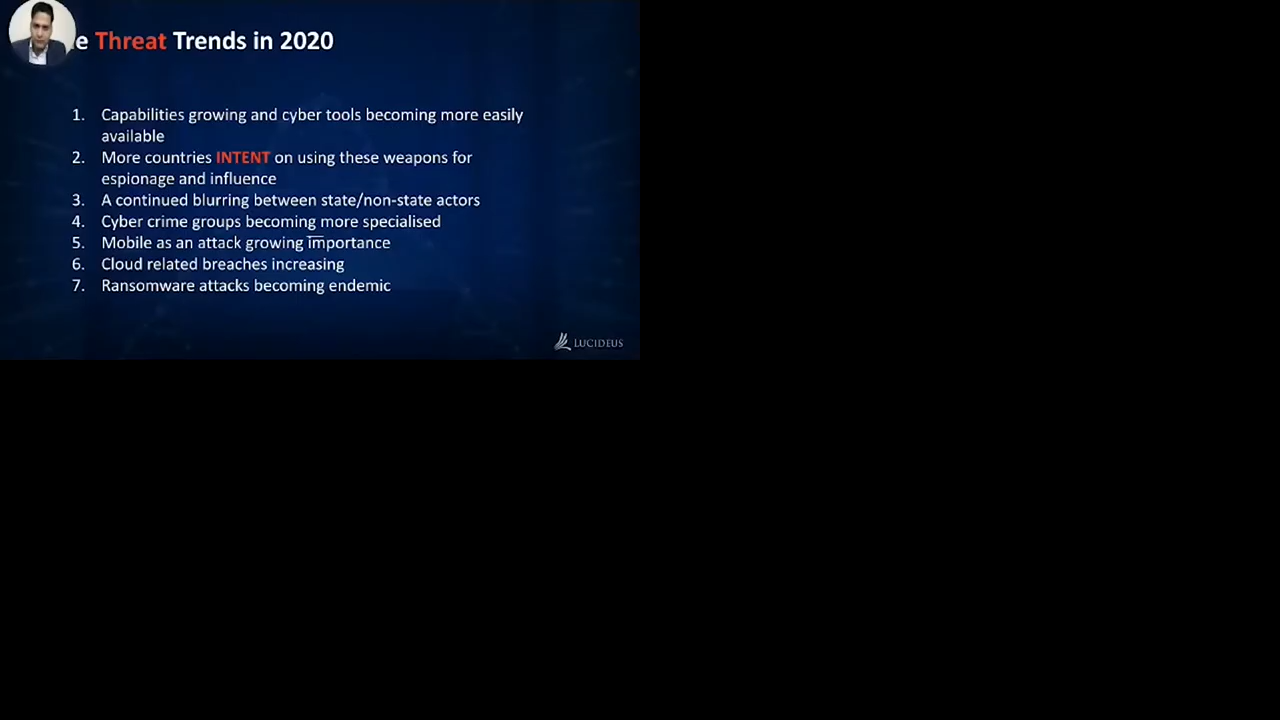 e Threat Trends in 2020
1. Capabilities growing and cyber tools becoming more easily
available
2. More countries INTENT on using these weapons for
espionage and influence
3. A continued blurring between state/non-state actors
4. Cyber crime groups becoming more specialised
5. Mobile as an attack growing importance
6. Cloud related breaches increasing
7. Ransomware attacks becoming endemic
LUCIDEUS